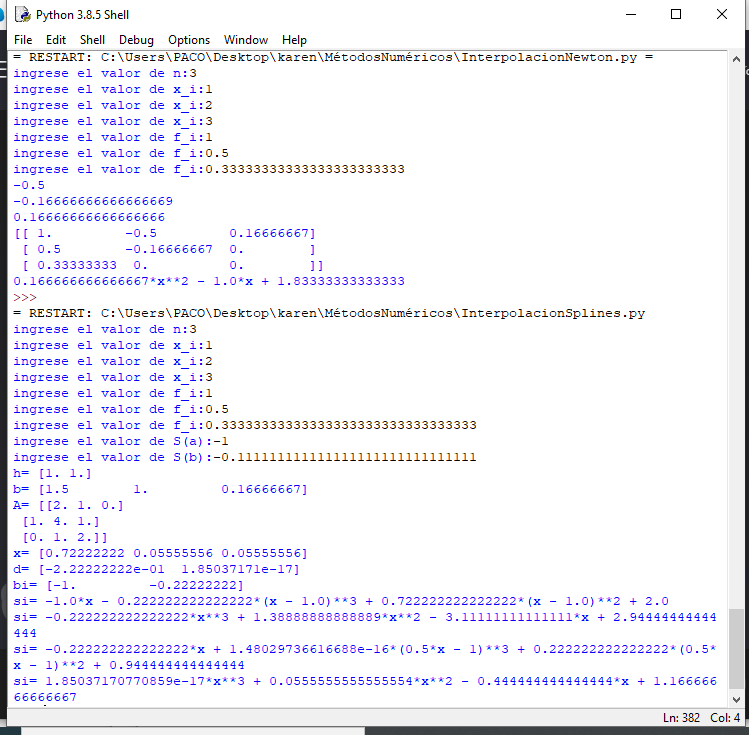 Python 3.8.5 Shell
File Edit Shell Debug Options Window Help
= RESTART: C:\Users\PACO\Desktop\karen\MétodosNuméricos\InterpolacionNewton.py =
ingrese el valor de n:3
ingrese el valor de x_i:1
ingrese el valor de x_i:2
ingrese el valor de x_i:3
ingrese el valor de f_i:1
ingrese el valor de f_i:0.5
ingrese el valor de f_i:0.33333333333333333333333
-0.5
-0.16666666666666669
0.16666666666666666
[[ 1.         -0.5         0.16666667]
 [ 0.5        -0.16666667  0.        ]
 [ 0.33333333  0.          0.        ]]
0.166666666666667*x**2 - 1.0*x + 1.83333333333333
>>>
= RESTART: C:\Users\PACO\Desktop\karen\MétodosNuméricos\InterpolacionSplines.py
ingrese el valor de n:3
ingrese el valor de x_i:1
ingrese el valor de x_i:2
ingrese el valor de x_i:3
ingrese el valor de f_i:1
ingrese el valor de f_i:0.5
ingrese el valor de f_i:0.33333333333333333333333333333333
ingrese el valor de S(a):-1
ingrese el valor de S(b):-0.1111111111111111111111111111111
h= [1. 1.]
b= [1.5        1.         0.16666667]
A= [[2. 1. 0.]
 [1. 4. 1.]
 [0. 1. 2.]]
x= [0.72222222 0.05555556 0.05555556]
d= [-2.22222222e-01  1.85037171e-17]
bi= [-1.         -0.22222222]
si= -1.0*x - 0.222222222222222*(x - 1.0)**3 + 0.722222222222222*(x - 1.0)**2 + 2.0
si= -0.222222222222222*x**3 + 1.38888888888889*x**2 - 3.11111111111111*x + 2.94444444444
444
si= -0.222222222222222*x + 1.48029736616688e-16*(0.5*x - 1)**3 + 0.222222222222222*(0.5*
x - 1)**2 + 0.944444444444444
si= 1.85037170770859e-17*x**3 + 0.0555555555555554*x**2 - 0.444444444444444*x + 1.166666
66666667
Ln: 382 Col: 4